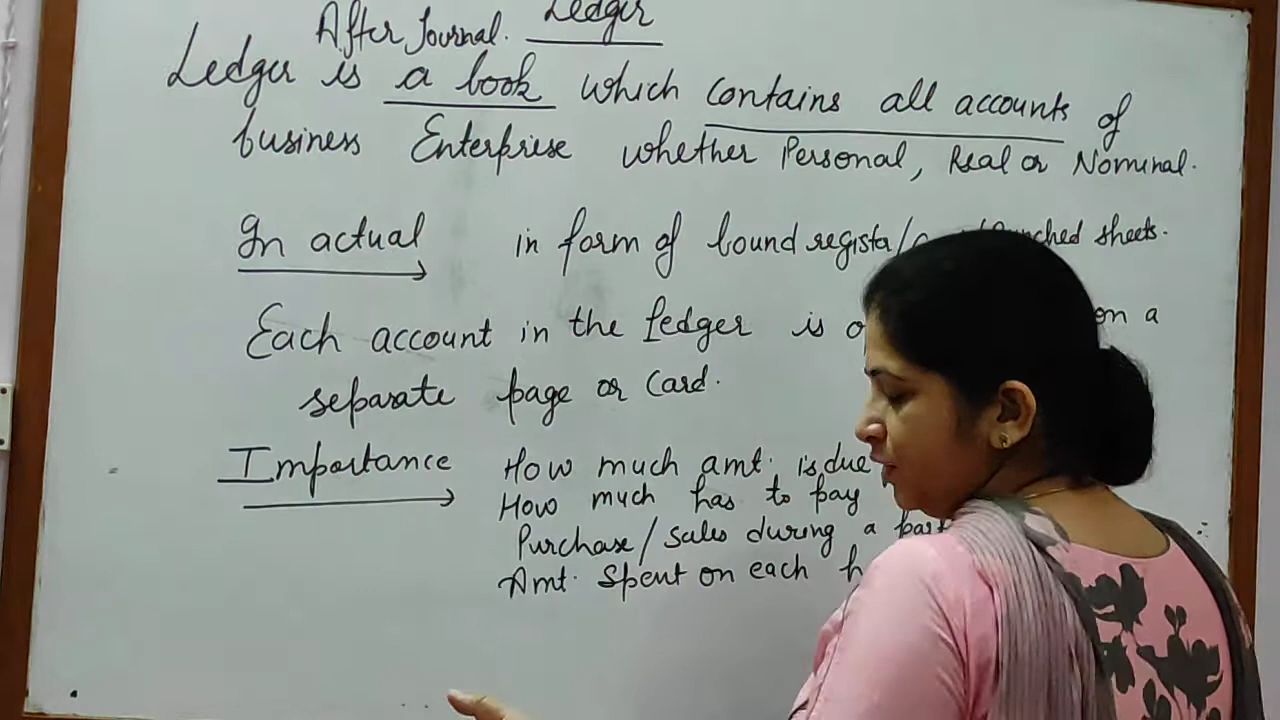 Ledger
After Journal.
Ledger is a book which contains all accounts of
business Enterprise whether Personal, Real or Nominal.
In actual in form of bound register/ sheets.
Each account in the Ledger is on a
separate page or Card.
Importance How much amt. is due
How much has to pay
Purchase/Sales during a
Amt. Spent on each